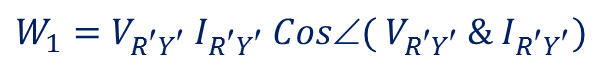 W₁ = V_{R′Y′} I_{R′Y′} Cos∠( V_{R′Y′} & I_{R′Y′})